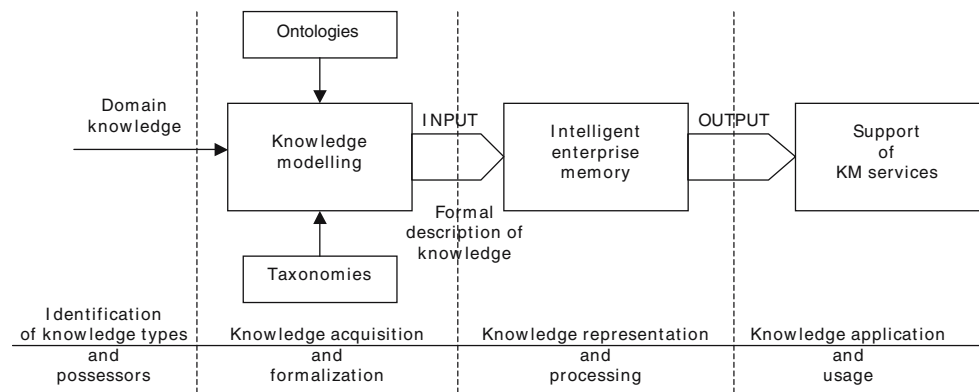 Ontologies
Domain
knowledge
Knowledge
modelling
INPUT
Intelligent
enterprise
memory
OUTPUT
Support
of
KM services
Formal
description of
knowledge
Taxonomies
Identification
of knowledge types
and
possessors
Knowledge acquisition
and
formalization
Knowledge representation
and
processing
Knowledge application
and
usage